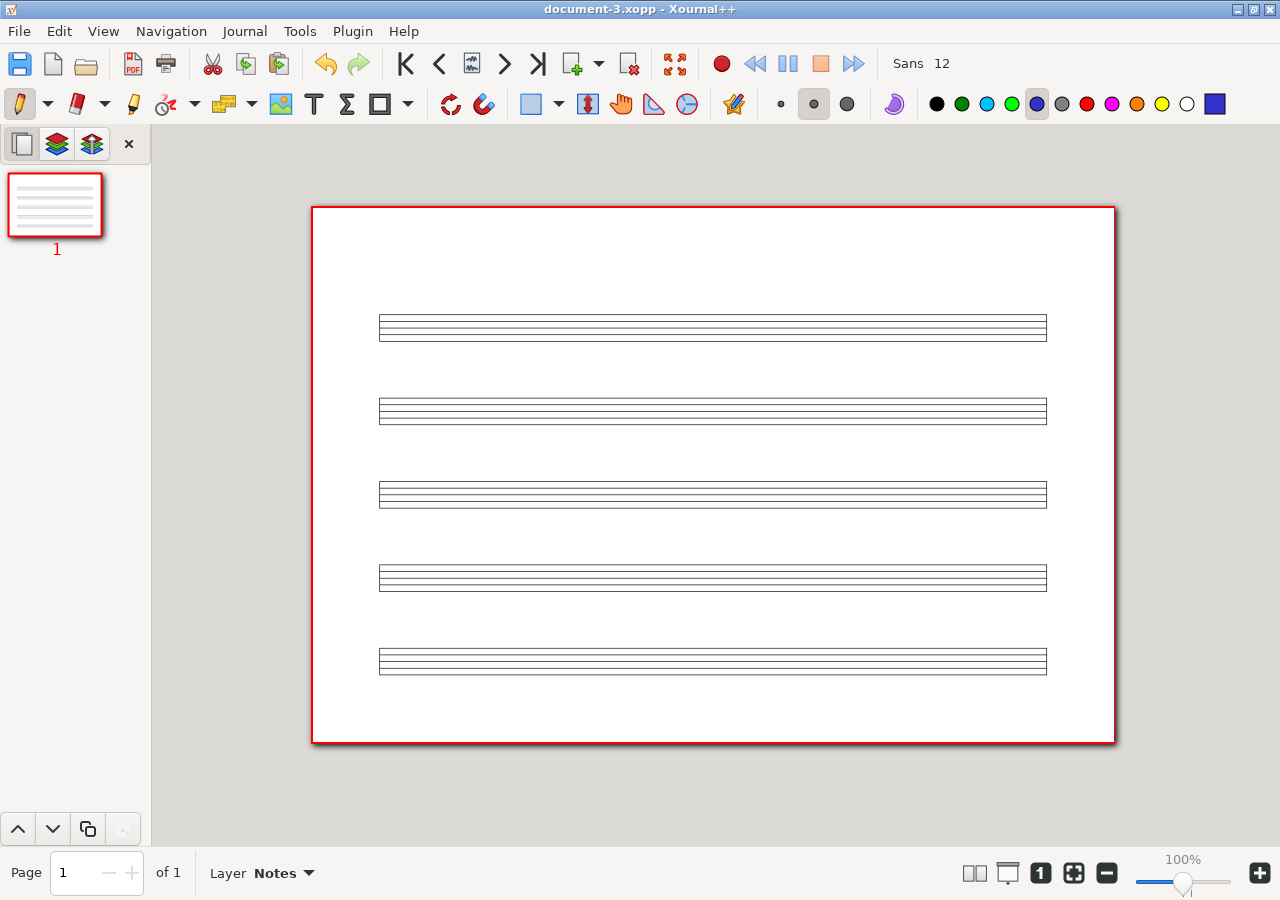 document-3.xopp - Xournal++
File Edit View Navigation Journal Tools Plugin Help
Sans 12
1
Page 1 of 1 Layer Notes 100%